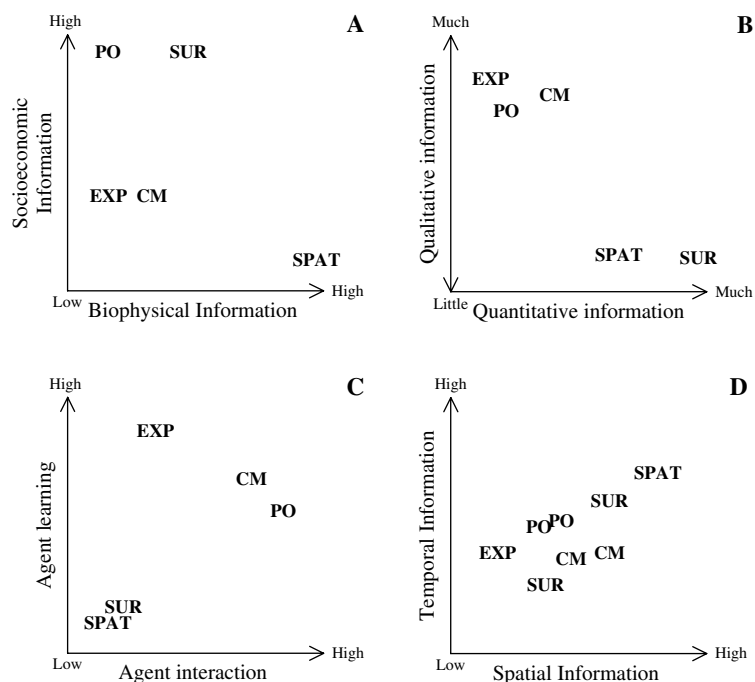 High
A
PO SUR
EXP CM
SPAT
Socioeconomic
Information
Low
High
Biophysical Information
Much
B
EXP
CM
PO
SPAT SUR
Qualitative information
Little
Much
Quantitative information
High
C
EXP
CM
PO
SUR
SPAT
Agent learning
Low
High
Agent interaction
High
D
SPAT
SUR
PO PO
EXP CM CM
SUR
Temporal Information
Low
High
Spatial Information